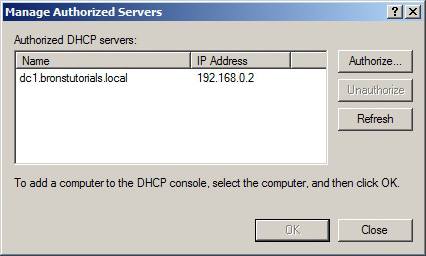 Manage Authorized Servers
Authorized DHCP servers:
Name IP Address
dc1.bronstutorials.local 192.168.0.2
Authorize...
Unauthorize
Refresh
To add a computer to the DHCP console, select the computer, and then click OK.
OK Close